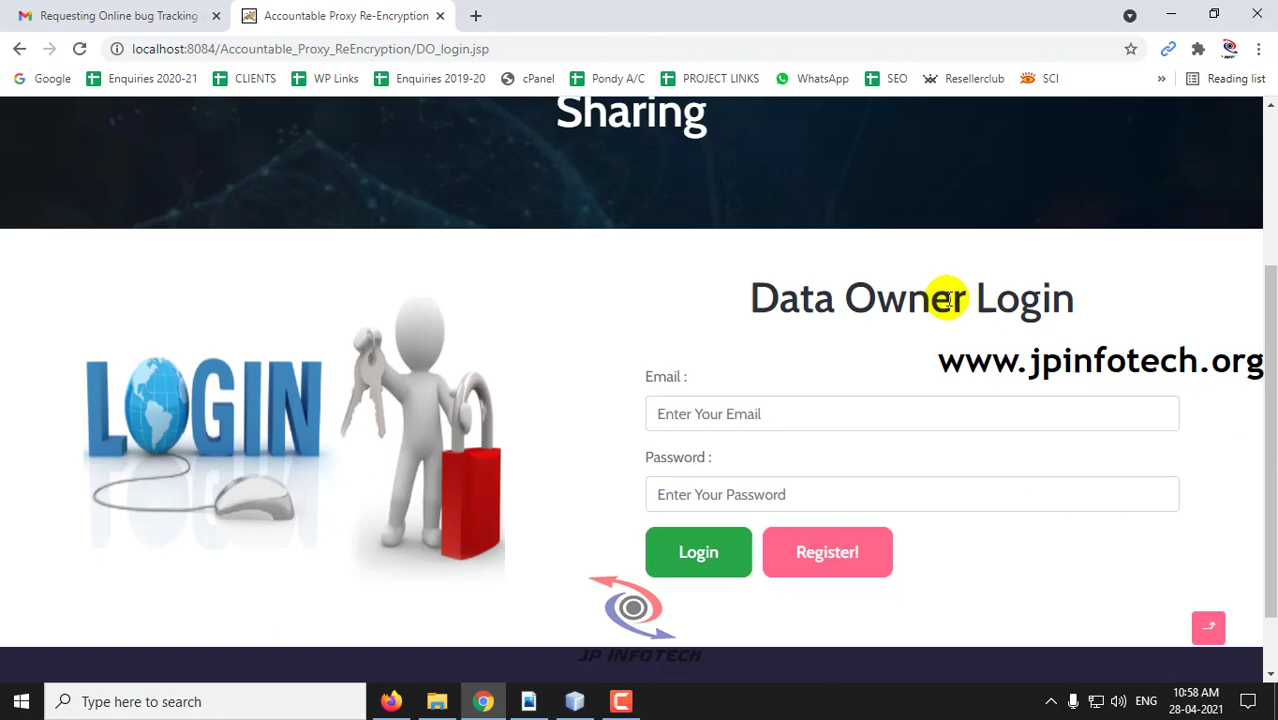 Requesting Online bug Tracking
Accountable Proxy Re-Encryption
localhost:8084/Accountable_Proxy_ReEncryption/DO_login.jsp
Google Enquiries 2020-21 CLIENTS WP Links Enquiries 2019-20 cPanel Pondy A/C PROJECT LINKS WhatsApp SEO Resellerclub SCI » Reading list
Sharing
LOGIN
Data Owner Login
www.jpinfotech.org
Email :
Enter Your Email
Password :
Enter Your Password
Login Register!
JP INFOTECH
Type here to search
ENG
10:58 AM
28-04-2021